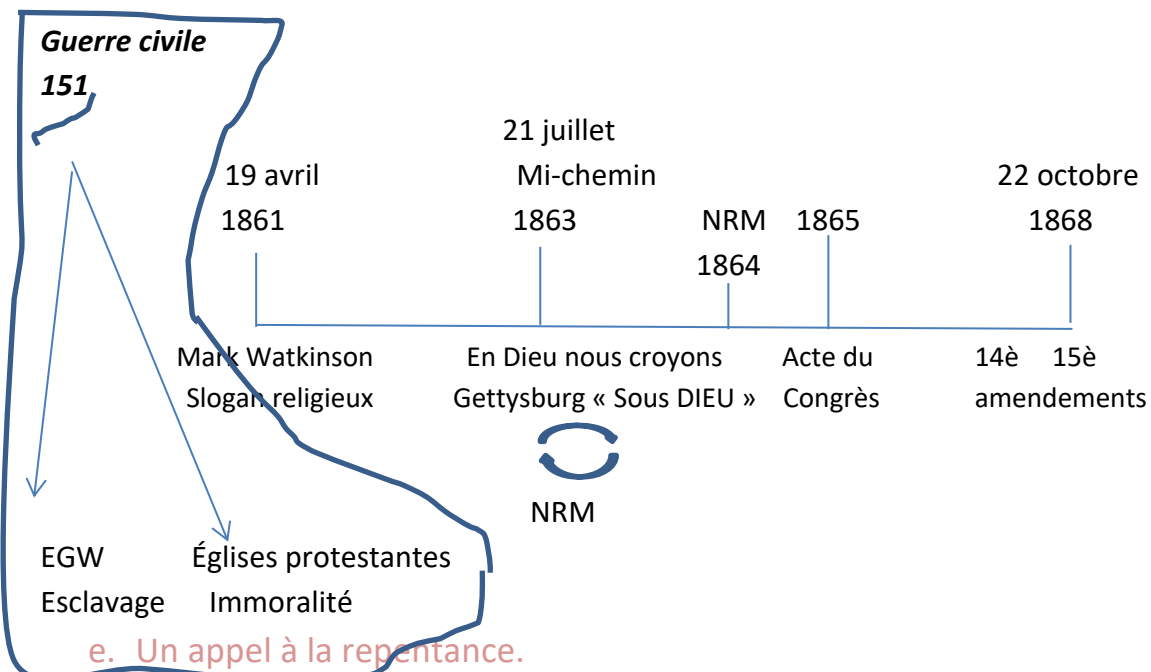 Guerre civile
151
21 juillet
19 avril Mi-chemin 22 octobre
1861 1863 NRM 1865 1868
1864
Mark Watkinson En Dieu nous croyons Acte du 14è 15è
Slogan religieux Gettysburg « Sous DIEU » Congrès amendements
NRM
EGW Églises protestantes
Esclavage Immoralité
e. Un appel à la repentance.